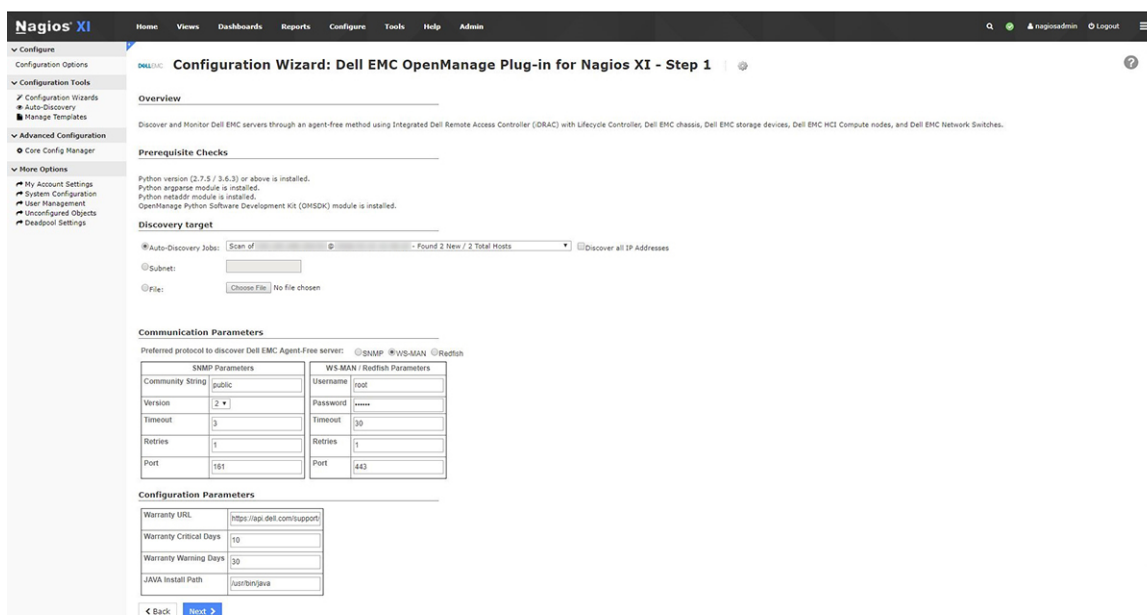 Nagios XI
Home Views Dashboards Reports Configure Tools Help Admin
nagiosadmin Logout
Configure
Configuration Options
Configuration Tools
Configuration Wizards
Auto-Discovery
Manage Templates
Advanced Configuration
Core Config Manager
More Options
My Account Settings
System Configuration
User Management
Unconfigured Objects
Deadpool Settings
DELLEMC Configuration Wizard: Dell EMC OpenManage Plug-in for Nagios XI - Step 1
Overview
Discover and Monitor Dell EMC servers through an agent-free method using Integrated Dell Remote Access Controller (iDRAC) with Lifecycle Controller, Dell EMC chassis, Dell EMC storage devices, Dell EMC HCI Compute nodes, and Dell EMC Network Switches.
Prerequisite Checks
Python version (2.7.5 / 3.6.3) or above is installed.
Python argparse module is installed.
Python netaddr module is installed.
OpenManage Python Software Development Kit (OMSDK) module is installed.
Discovery target
Auto-Discovery Jobs: Scan of @ - Found 2 New / 2 Total Hosts Discover all IP Addresses
Subnet:
File: Choose File No file chosen
Communication Parameters
Preferred protocol to discover Dell EMC Agent-Free server: SNMP WS-MAN Redfish
SNMP Parameters
Community String public
Version 2
Timeout 3
Retries 1
Port 161
WS-MAN / Redfish Parameters
Username root
Password ••••••
Timeout 30
Retries 1
Port 443
Configuration Parameters
Warranty URL https://api.dell.com/support/
Warranty Critical Days 10
Warranty Warning Days 30
JAVA Install Path /usr/bin/java
Back Next